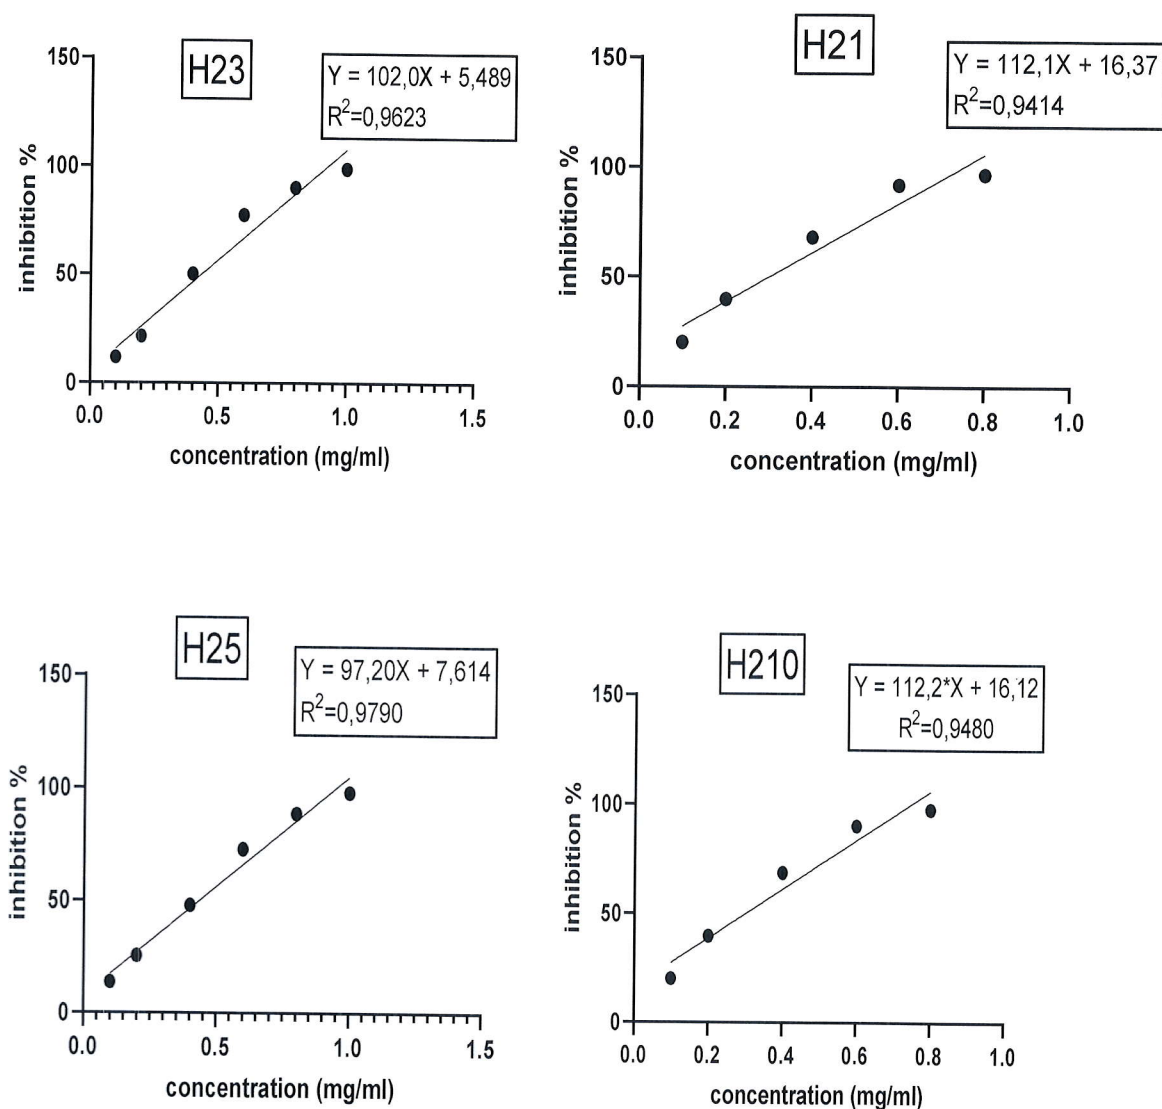 H23
Y = 102,0X + 5,489
R²=0,9623
150
100
50
0
inhibition %
0.0 0.5 1.0 1.5
concentration (mg/ml)
H21
Y = 112,1X + 16,37
R²=0,9414
150
100
50
0
inhibition %
0.0 0.2 0.4 0.6 0.8 1.0
concentration (mg/ml)
H25
Y = 97,20X + 7,614
R²=0,9790
150
100
50
0
inhibition %
0.0 0.5 1.0 1.5
concentration (mg/ml)
H210
Y = 112,2*X + 16,12
R²=0,9480
150
100
50
0
inhibition %
0.0 0.2 0.4 0.6 0.8 1.0
concentration (mg/ml)